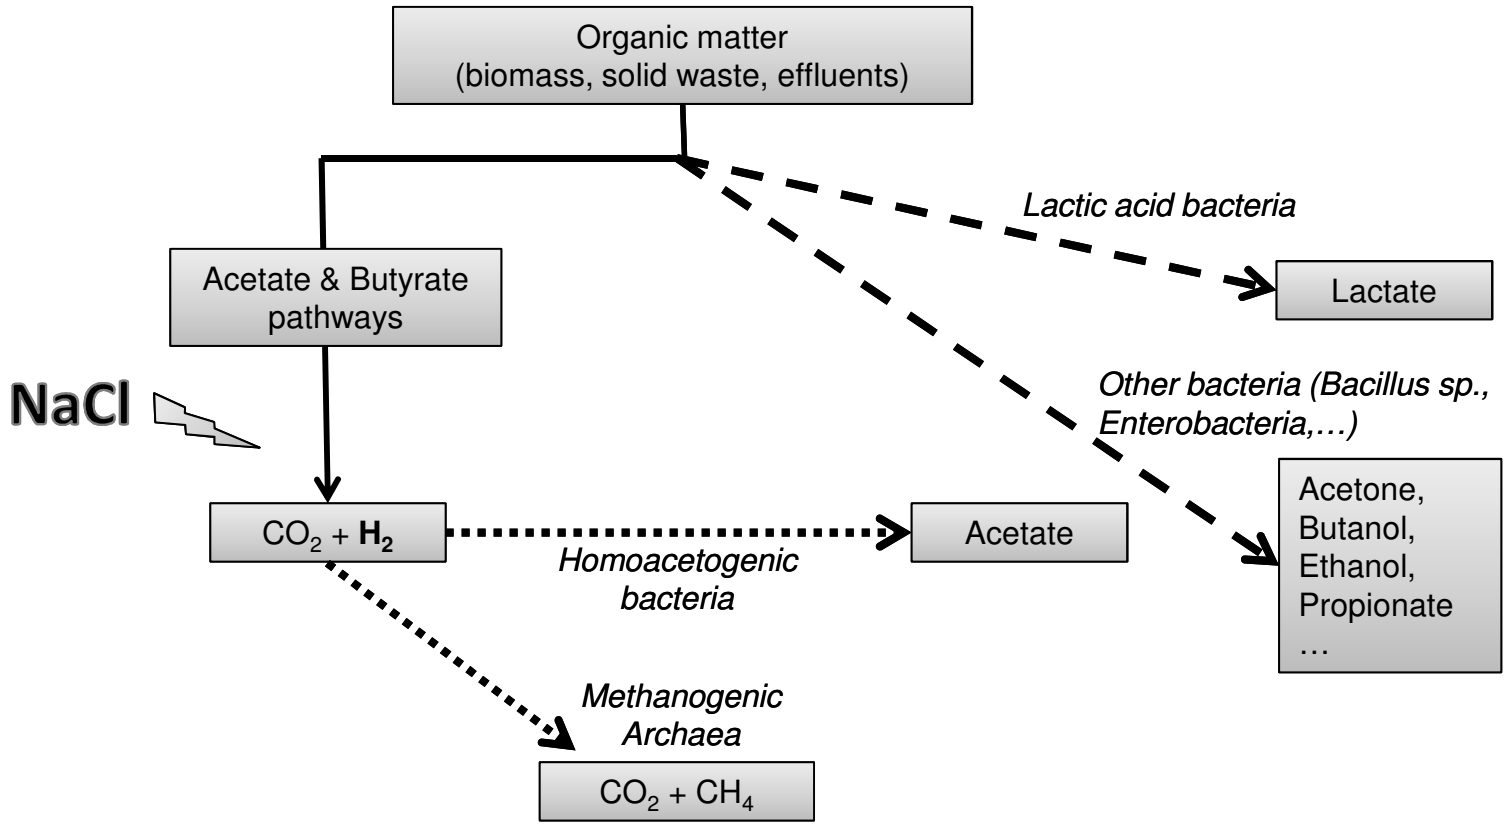 Organic matter
(biomass, solid waste, effluents)
Lactic acid bacteria
Acetate & Butyrate
pathways
Lactate
NaCl
Other bacteria (Bacillus sp.,
Enterobacteria,…)
Acetone,
Butanol,
Ethanol,
Propionate
…
CO₂ + H₂
Acetate
Homoacetogenic
bacteria
Methanogenic
Archaea
CO₂ + CH₄